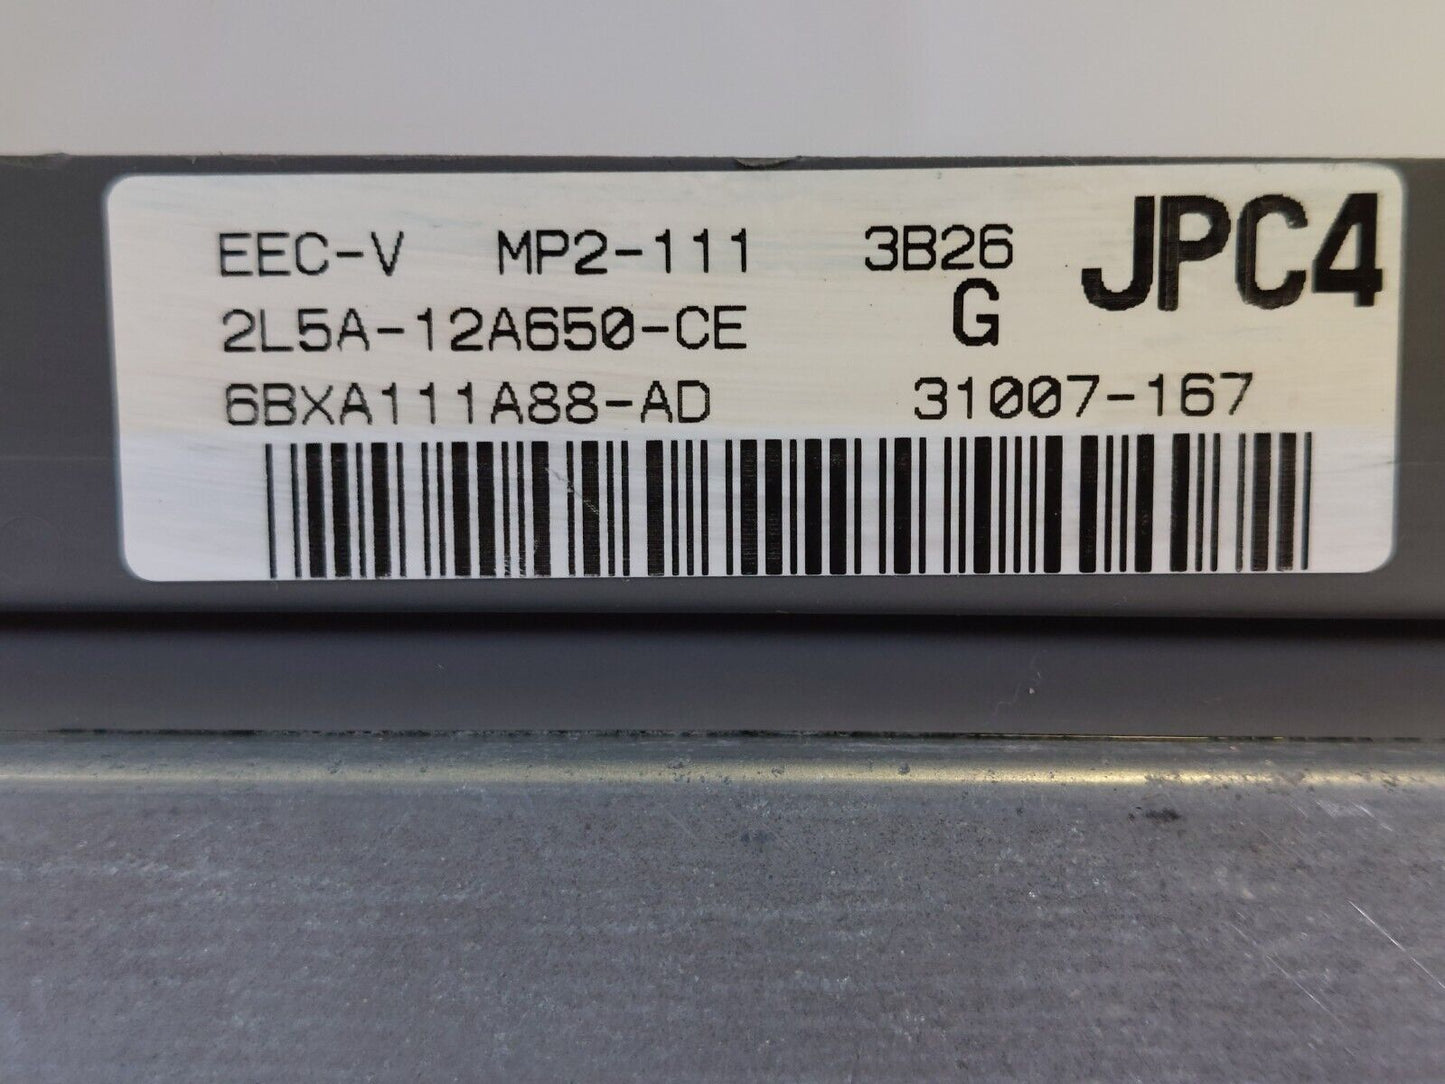 EEC-V MP2-111 3B26 JPC4
2L5A-12A650-CE G
6BXA111A88-AD 31007-167